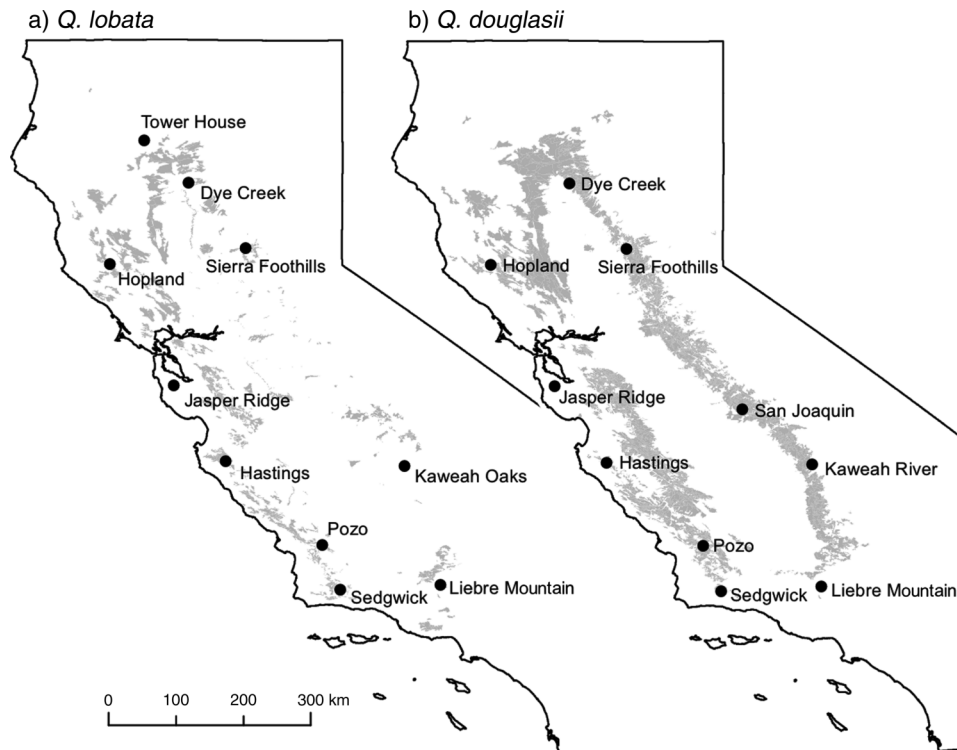 a) Q. lobata
b) Q. douglasii
Tower House
Dye Creek
Sierra Foothills
Hopland
Jasper Ridge
Hastings
Kaweah Oaks
Pozo
Sedgwick
Liebre Mountain
0 100 200 300 km
Dye Creek
Hopland
Sierra Foothills
Jasper Ridge
San Joaquin
Hastings
Kaweah River
Pozo
Sedgwick
Liebre Mountain